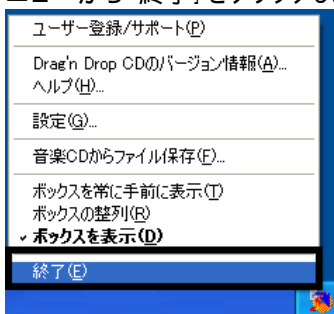 ユーザー登録/サポート(P)
Drag'n Drop CDのバージョン情報(A)...
ヘルプ(H)...
設定(G)...
音楽CDからファイル保存(F)...
ボックスを常に手前に表示(T)
ボックスの整列(R)
✓ボックスを表示(D)
終了(E)